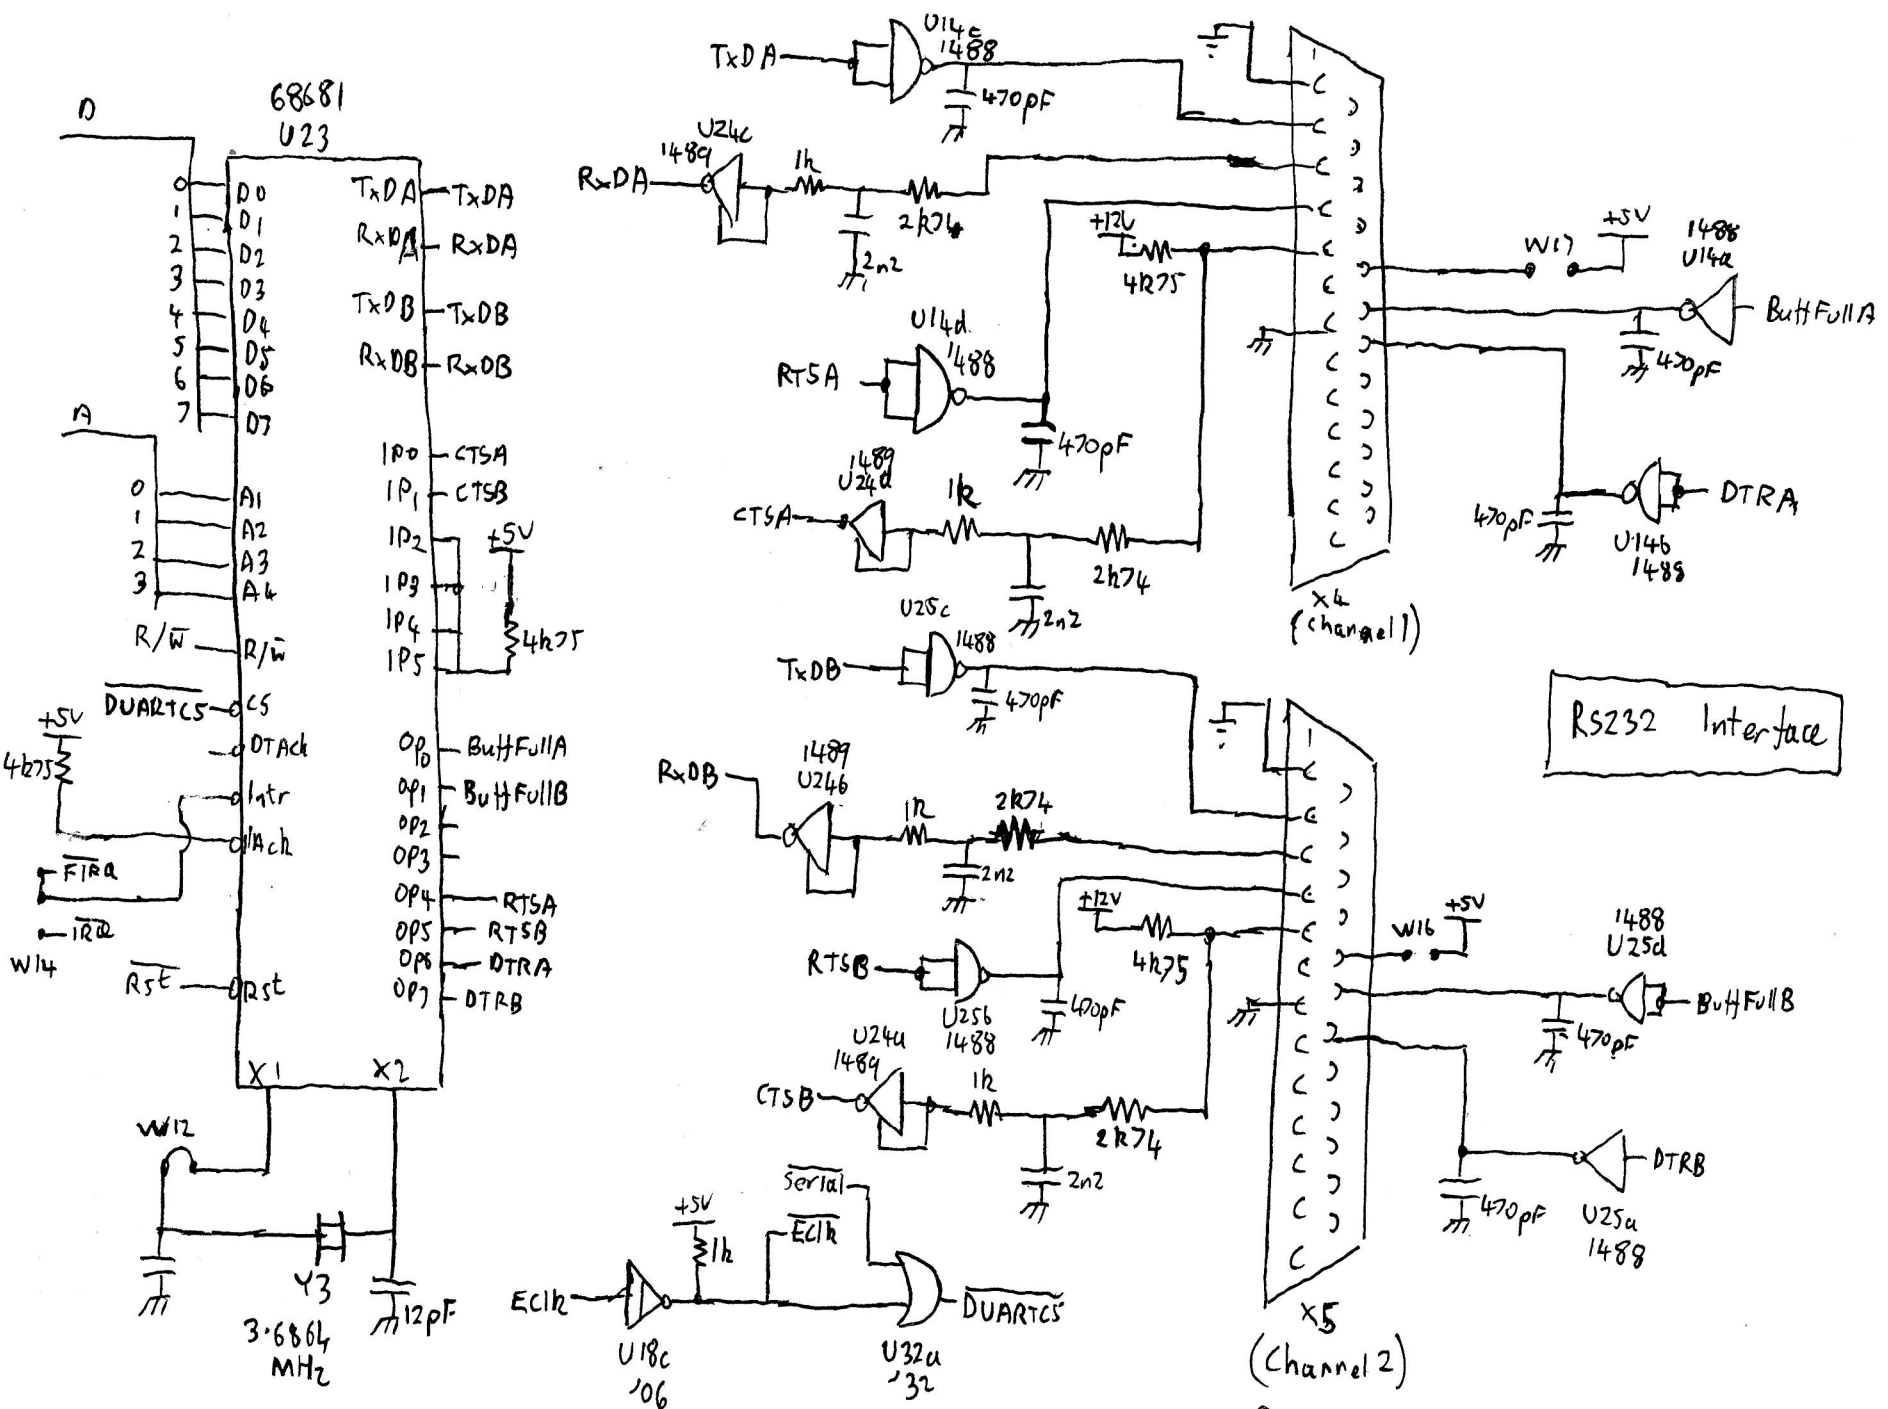 68681
U23
D
0 D0
1 D1
2 D2
3 D3
4 D4
5 D5
6 D6
7 D7
A
0 A1
1 A2
2 A3
3 A4
R/W̅ R/W̅
DUARTCS CS
DTAck
+5V
4k75
Intr
IAck
FIRQ
IRQ
W14
Rst Rst
TxDA TxDA
RxDA RxDA
TxDB TxDB
RxDB RxDB
IP0 CTSA
IP1 CTSB
IP2
IP3
IP4
IP5
+5V
4k75
OP0 BuffFullA
OP1 BuffFullB
OP2
OP3
OP4 RTSA
OP5 RTSB
OP6 DTRA
OP7 DTRB
X1 X2
W12
Y3
3.6864
MHz
12pF
TxDA
U14c
1488
470pF
RxDA
U24c
1489
1k
2k74
2n2
+12V
4k75
U14d
1488
RTSA
470pF
1489
U24d
CTSA
1k
2k74
2n2
1
W17
+5V
1488
U14a
BuffFullA
470pF
DTRA
470pF
U14b
1488
X4
(channel 1)
RS232 Interface
TxDB
U25c
1488
470pF
RxDB
1489
U24b
1k
2k74
2n2
+12V
4k75
RTSB
U25b
1488
470pF
U24a
1489
CTSB
1k
2k74
2n2
1
W16
+5V
1488
U25d
BuffFullB
470pF
DTRB
470pF
U25a
1488
X5
(Channel 2)
Serial
+5V
1k
EClk
EClk
DUARTCS
U18c
'06
U32a
'32